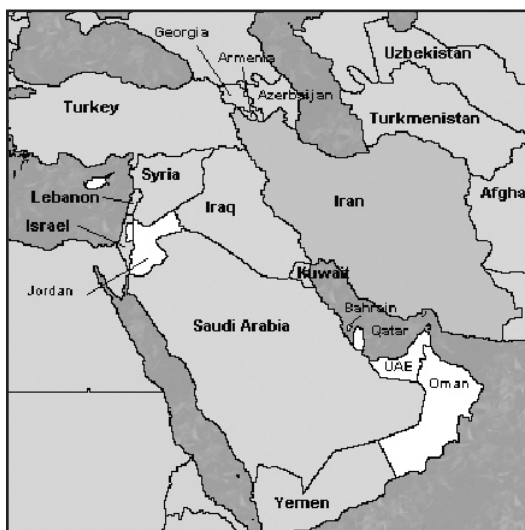 Georgia
Uzbekistan
Armenia
Turkey
Azerbaijan
Turkmenistan
Syria
Afgha
Lebanon
Iraq
Iran
Israel
Kuwait
Jordan
Bahrain
Saudi Arabia
Qatar
UAE
Oman
Yemen